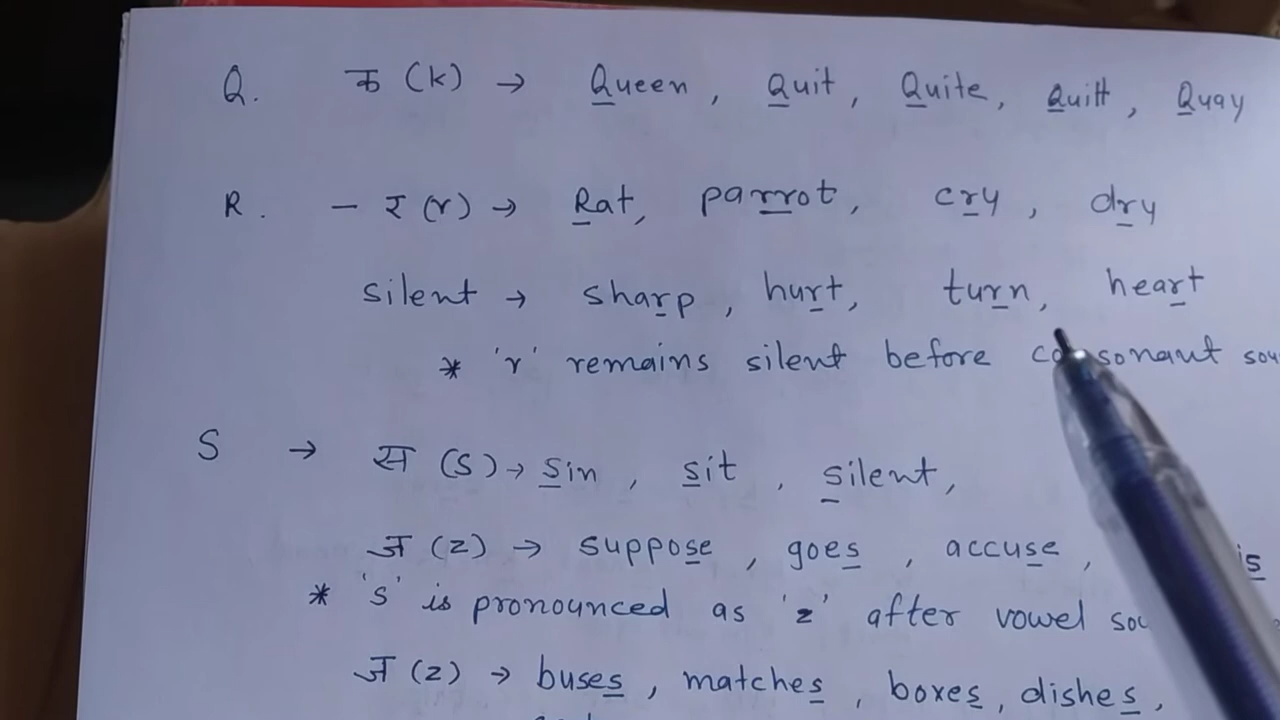 Q. क (k) → Queen, Quit, Quite, Quilt, Quay
R. – र (r) → Rat, parrot, cry, dry
silent → sharp, hurt, turn, heart
* 'r' remains silent before consonant
S → स (s) → sin, sit, silent,
ज़ (z) → suppose, goes, accuse, is
* 's' is pronounced as 'z' after vowel
ज़ (z) → buses, matches, boxes, dishes,